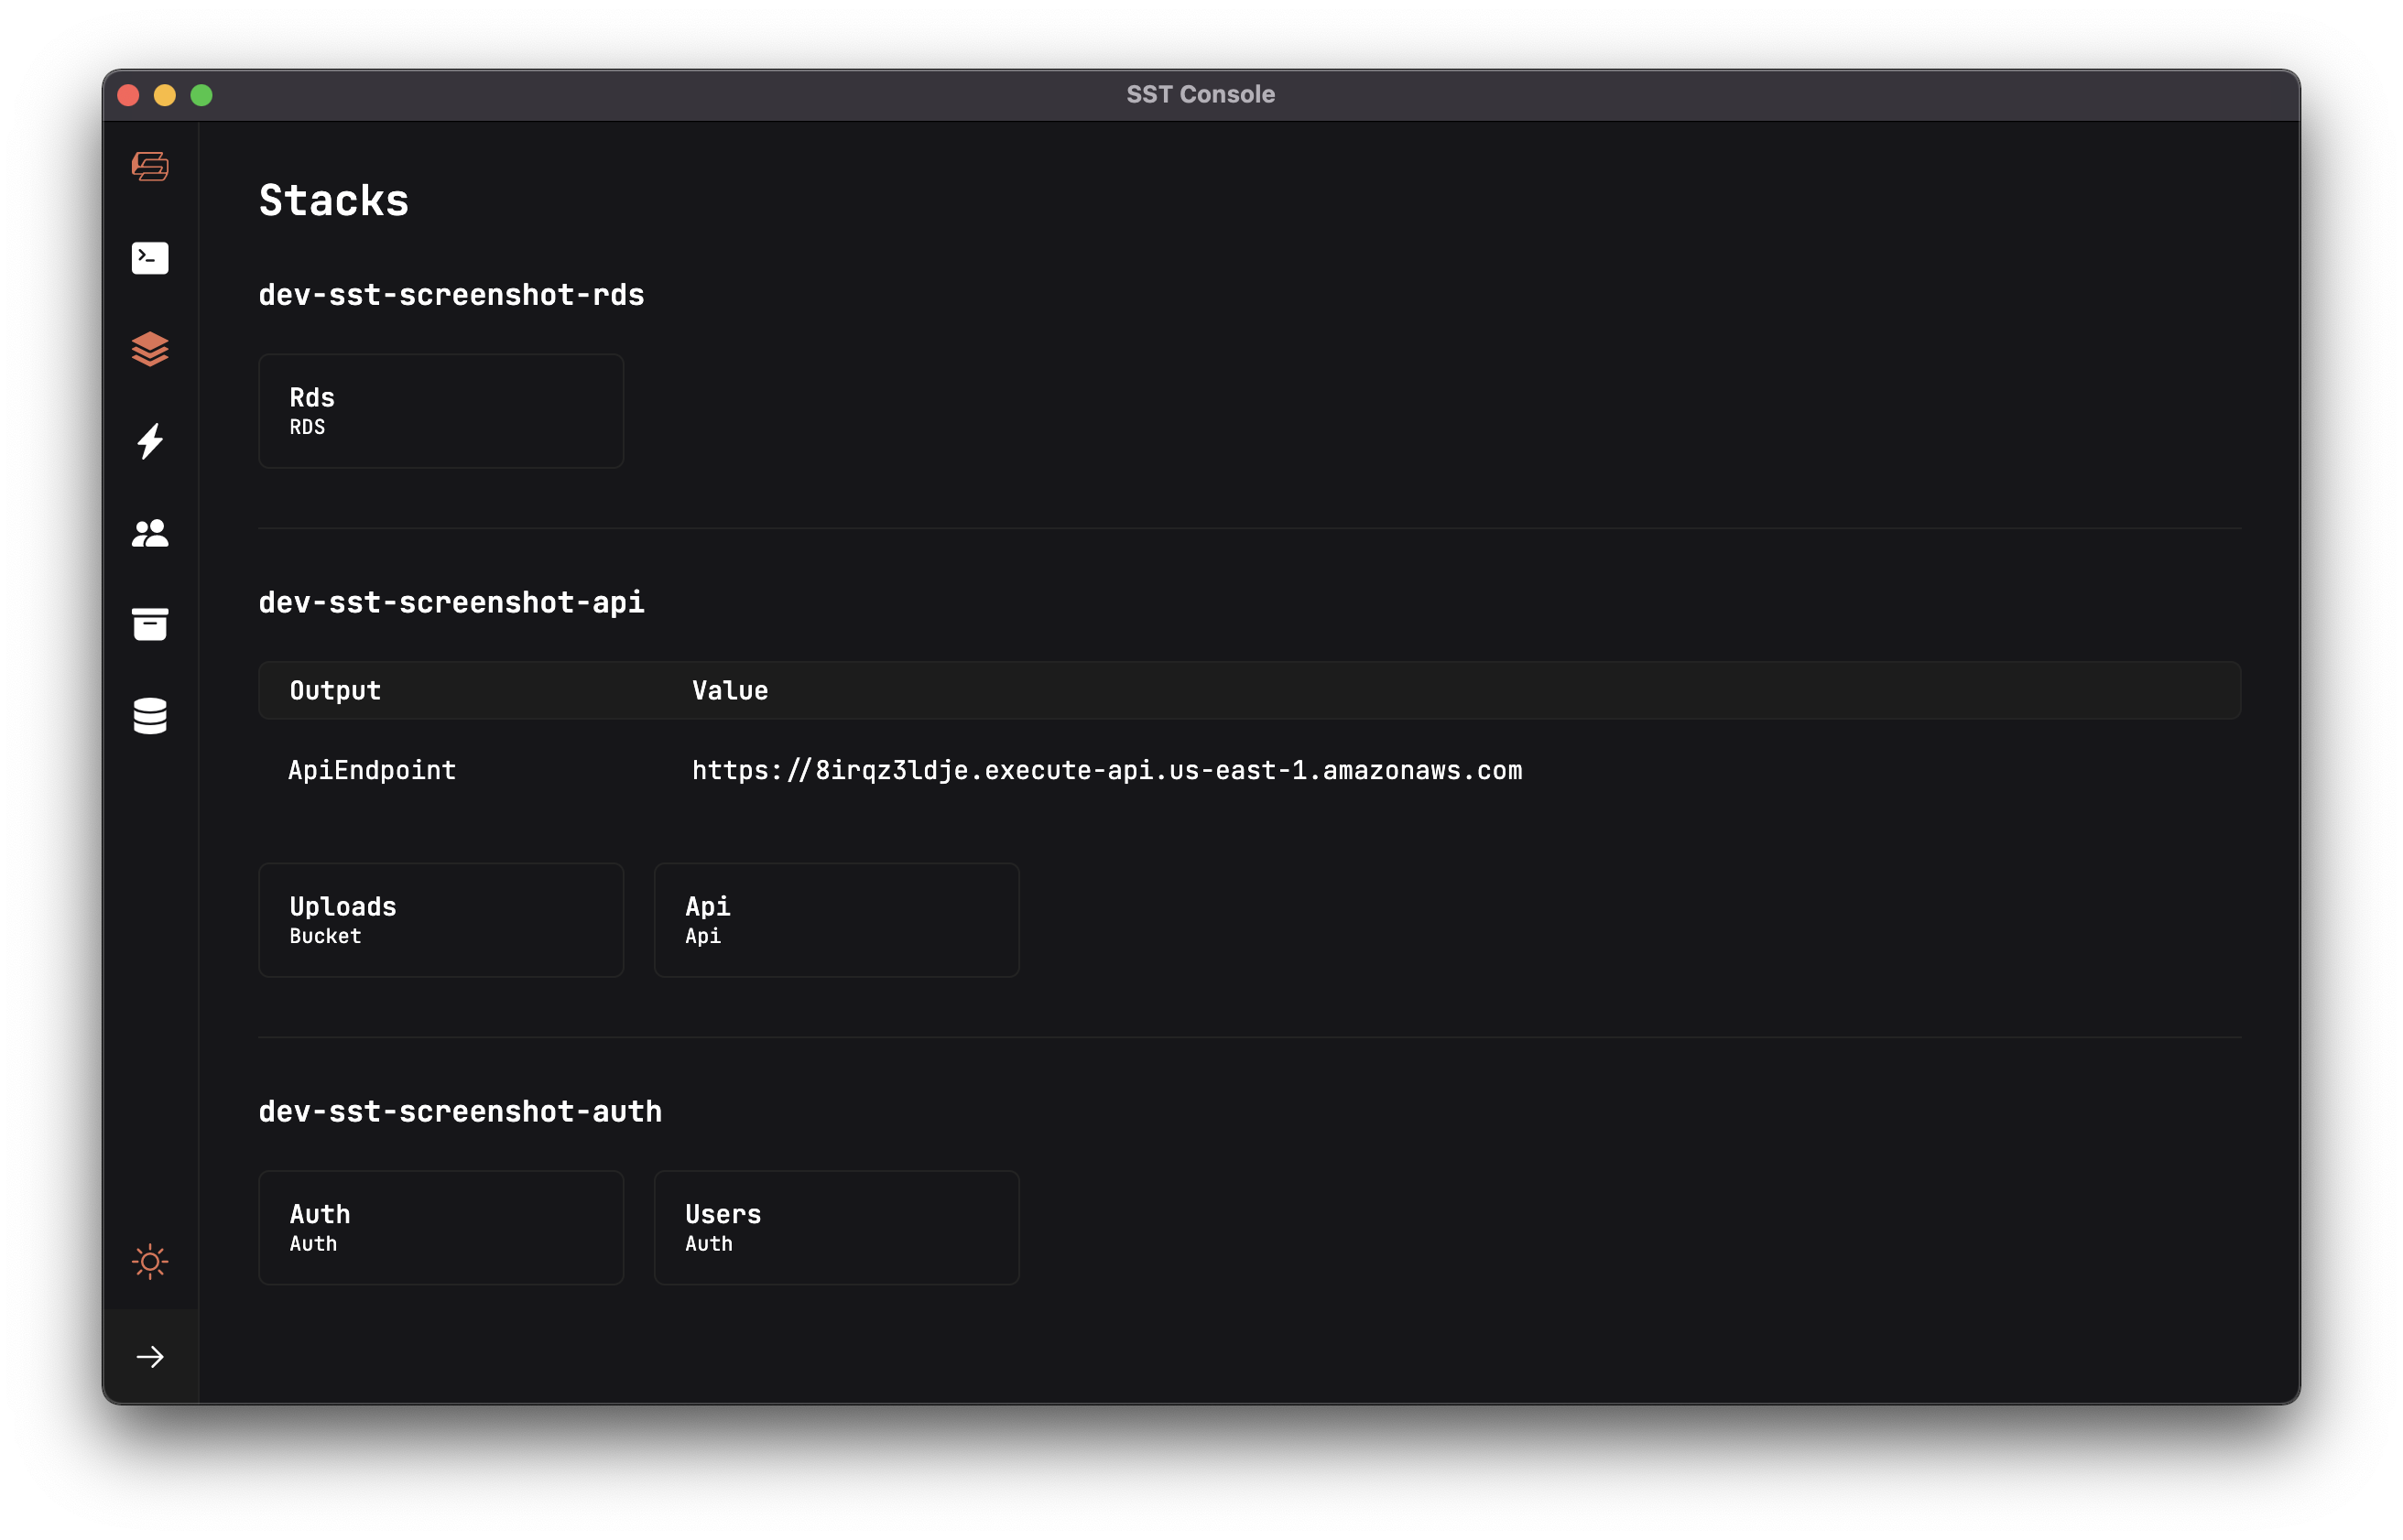 SST Console
Stacks
dev-sst-screenshot-rds
Rds
RDS
dev-sst-screenshot-api
Output Value
ApiEndpoint https://8irqz3ldje.execute-api.us-east-1.amazonaws.com
Uploads
Bucket
Api
Api
dev-sst-screenshot-auth
Auth
Auth
Users
Auth